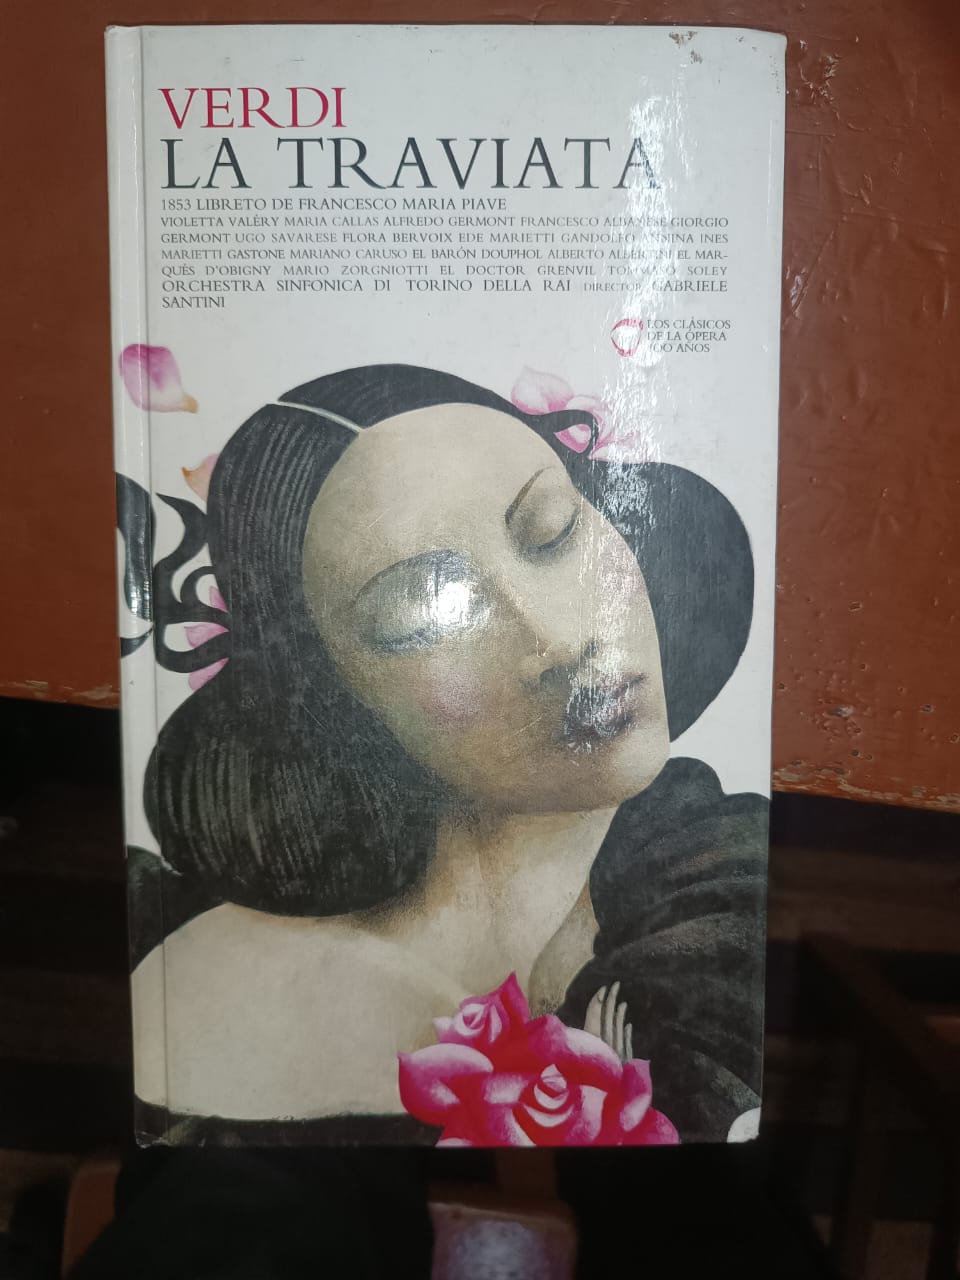 VERDI
LA TRAVIATA
1853 LIBRETO DE FRANCESCO MARIA PIAVE
VIOLETTA VALÉRY MARIA CALLAS ALFREDO GERMONT FRANCESCO ALBANESE GIORGIO
GERMONT UGO SAVARESE FLORA BERVOIX EDE MARIETTI GANDOLFO ANNINA INES
MARIETTI GASTONE MARIANO CARUSO EL BARÓN DOUPHOL ALBERTO ALBERTINI EL MAR-
QUÉS D'OBIGNY MARIO ZORGNIOTTI EL DOCTOR GRENVIL TOMMASO SOLEY
ORCHESTRA SINFONICA DI TORINO DELLA RAI DIRECTOR GABRIELE
SANTINI
LOS CLÁSICOS
DE LA ÓPERA
400 AÑOS